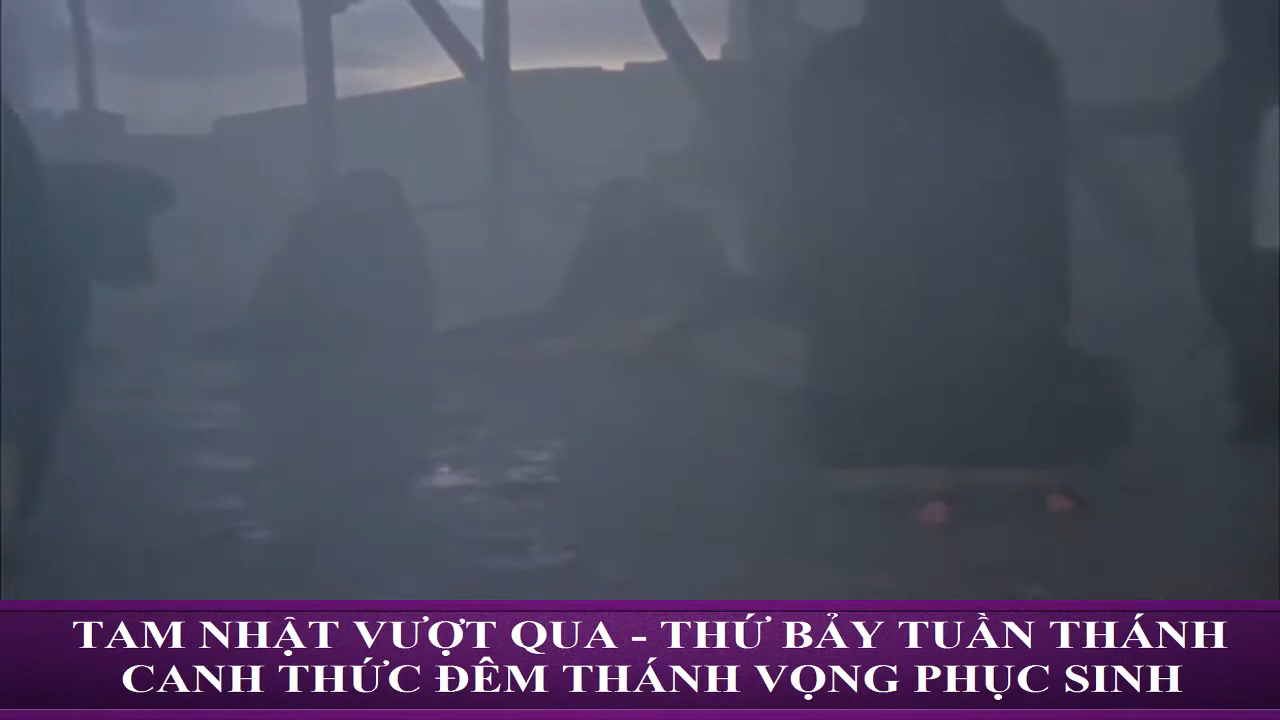 TAM NHẬT VƯỢT QUA - THỨ BẢY TUẦN THÁNH
CANH THỨC ĐÊM THÁNH VỌNG PHỤC SINH